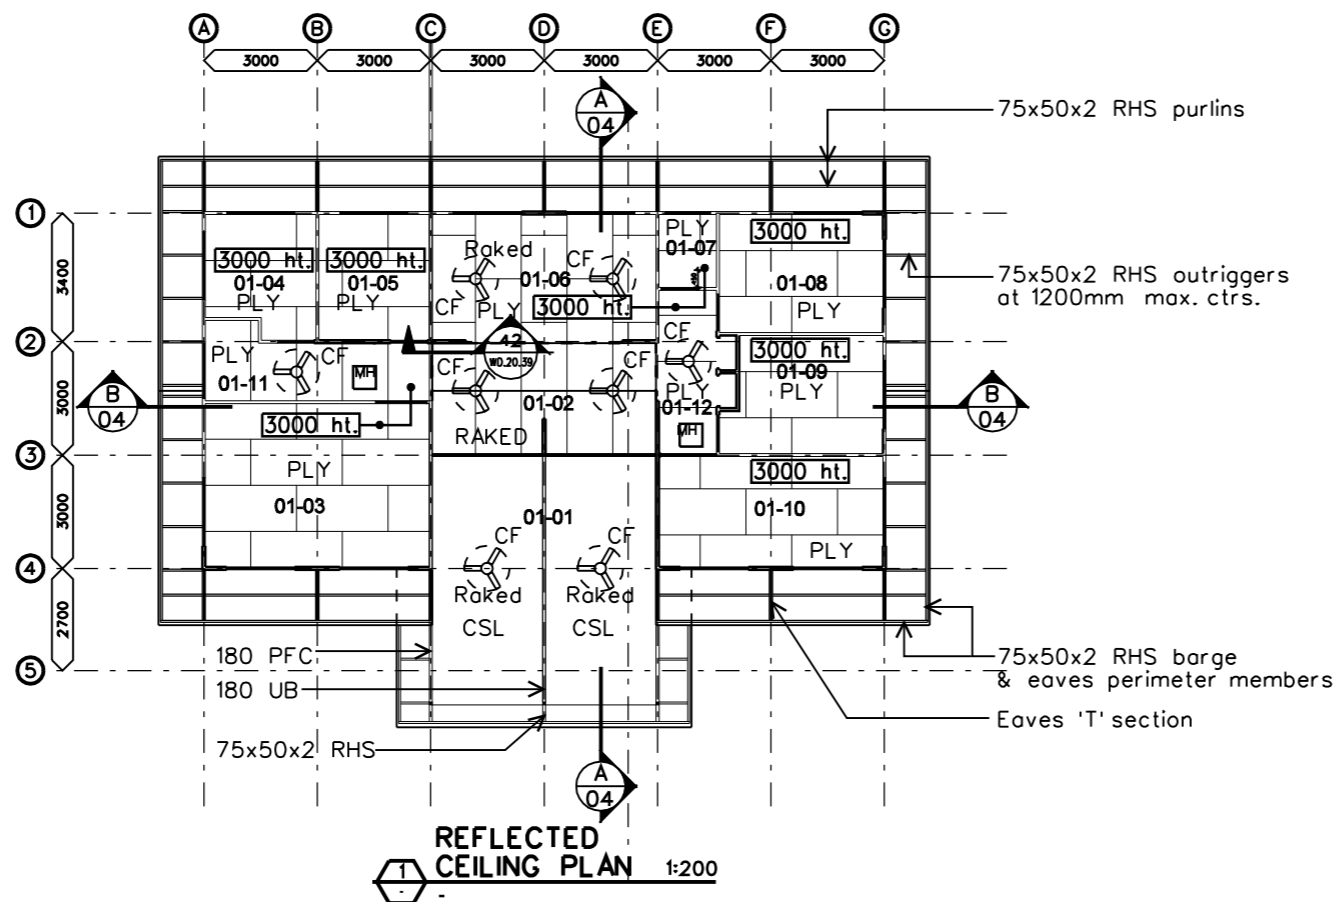 A B C D E F G
3000 3000 3000 3000 3000 3000
A
04
75x50x2 RHS purlins
1
3400
2
3000
3
3000
4
2700
5
PLY
01-07
3000 ht.
01-08
PLY
3000 ht.
01-04
PLY
3000 ht.
01-05
PLY
Raked
CF
01-06
CF
PLY
3000 ht.
75x50x2 RHS outriggers
at 1200mm max. ctrs.
42
WD.20.39
PLY
01-11
CF
MH
CF
CF
01-02
RAKED
CF
PLY
01-12
MH
3000 ht.
01-09
PLY
B
04
B
04
3000 ht.
PLY
01-03
3000 ht.
01-10
PLY
01-01
CF
CF
Raked
CSL
Raked
CSL
180 PFC
180 UB
75x50x2 RHS
75x50x2 RHS barge
& eaves perimeter members
Eaves 'T' section
A
04
REFLECTED
CEILING PLAN 1:200
1
-
-